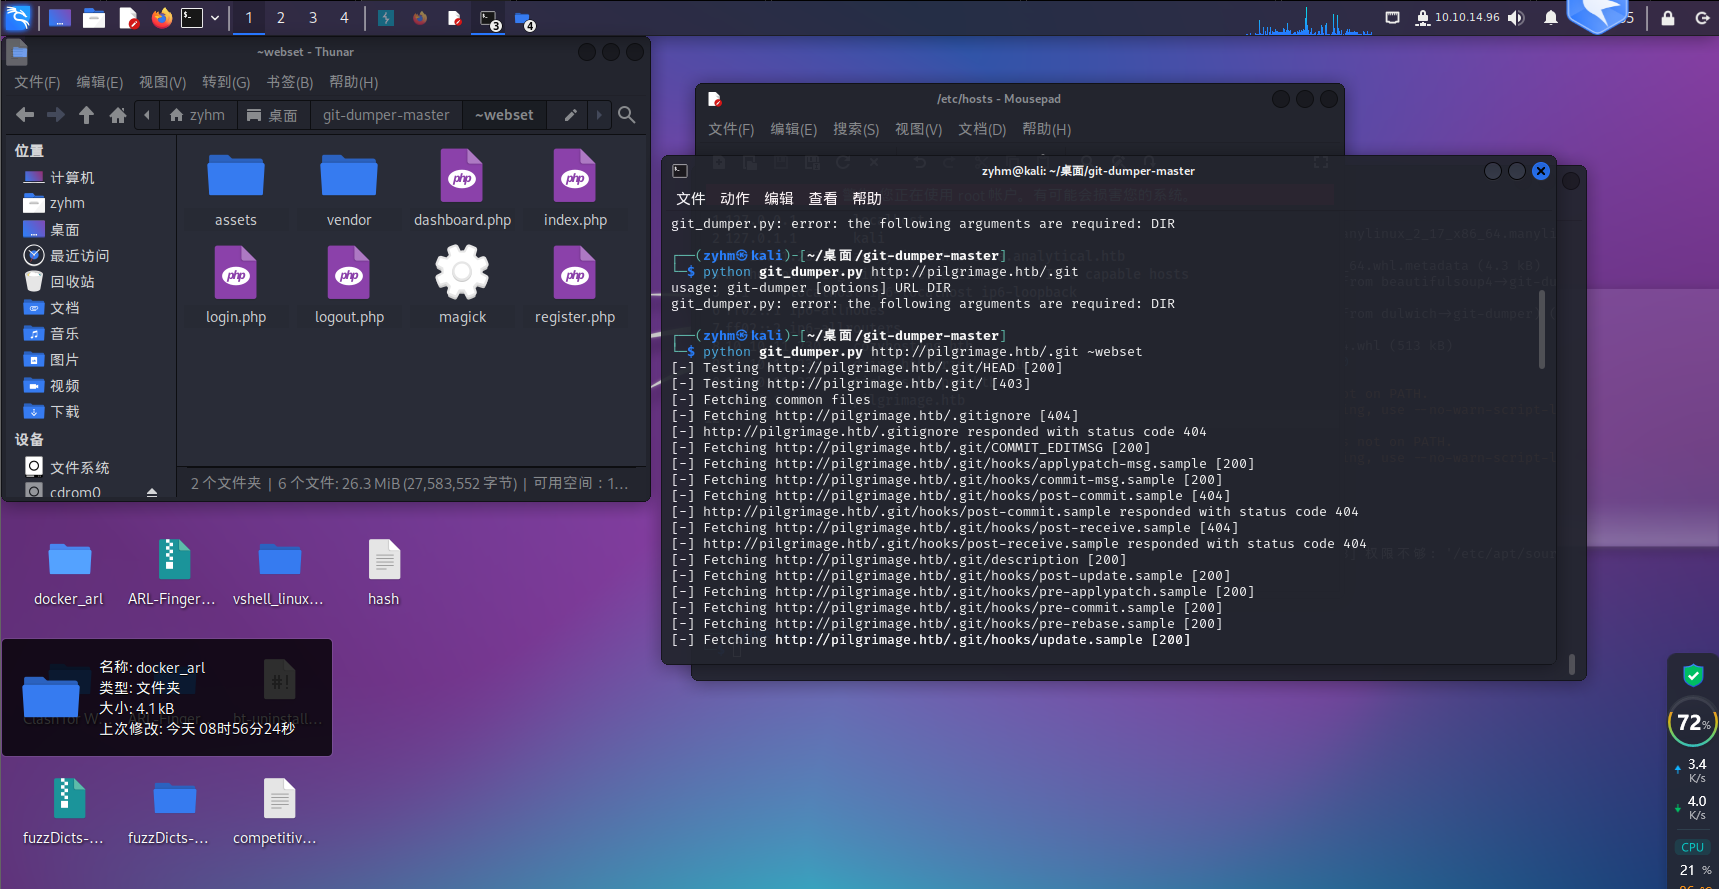 1 2 3 4
3
4
10.10.14.96
~webset - Thunar
文件(F) 编辑(E) 视图(V) 转到(G) 书签(B) 帮助(H)
zyhm 桌面 git-dumper-master ~webset
位置
计算机
zyhm
桌面
最近访问
回收站
文档
音乐
图片
视频
下载
设备
文件系统
cdrom0
assets vendor dashboard.php index.php
login.php logout.php magick register.php
2 个文件夹 | 6 个文件: 26.3 MiB (27,583,552 字节) | 可用空间：1...
/etc/hosts - Mousepad
文件(F) 编辑(E) 搜索(S) 视图(V) 文档(D) 帮助(H)
zyhm@kali: ~/桌面/git-dumper-master
文件 动作 编辑 查看 帮助
git_dumper.py: error: the following arguments are required: DIR
┌──(zyhm㉿kali)-[~/桌面/git-dumper-master]
└─$ python git_dumper.py http://pilgrimage.htb/.git
usage: git-dumper [options] URL DIR
git_dumper.py: error: the following arguments are required: DIR
┌──(zyhm㉿kali)-[~/桌面/git-dumper-master]
└─$ python git_dumper.py http://pilgrimage.htb/.git ~webset
[-] Testing http://pilgrimage.htb/.git/HEAD [200]
[-] Testing http://pilgrimage.htb/.git/ [403]
[-] Fetching common files
[-] Fetching http://pilgrimage.htb/.gitignore [404]
[-] http://pilgrimage.htb/.gitignore responded with status code 404
[-] Fetching http://pilgrimage.htb/.git/COMMIT_EDITMSG [200]
[-] Fetching http://pilgrimage.htb/.git/hooks/applypatch-msg.sample [200]
[-] Fetching http://pilgrimage.htb/.git/hooks/commit-msg.sample [200]
[-] Fetching http://pilgrimage.htb/.git/hooks/post-commit.sample [404]
[-] http://pilgrimage.htb/.git/hooks/post-commit.sample responded with status code 404
[-] Fetching http://pilgrimage.htb/.git/hooks/post-receive.sample [404]
[-] http://pilgrimage.htb/.git/hooks/post-receive.sample responded with status code 404
[-] Fetching http://pilgrimage.htb/.git/description [200]
[-] Fetching http://pilgrimage.htb/.git/hooks/post-update.sample [200]
[-] Fetching http://pilgrimage.htb/.git/hooks/pre-applypatch.sample [200]
[-] Fetching http://pilgrimage.htb/.git/hooks/pre-commit.sample [200]
[-] Fetching http://pilgrimage.htb/.git/hooks/pre-rebase.sample [200]
[-] Fetching http://pilgrimage.htb/.git/hooks/update.sample [200]
docker_arl ARL-Finger... vshell_linux... hash
名称: docker_arl
类型: 文件夹
大小: 4.1 kB
上次修改: 今天 08时56分24秒
fuzzDicts-... fuzzDicts-... competitiv...
72%
3.4
K/s
4.0
K/s
CPU
21 %